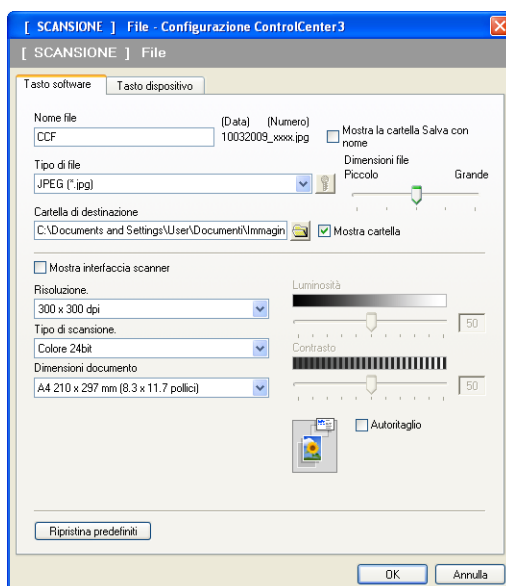 [ SCANSIONE ] File - Configurazione ControlCenter3
[ SCANSIONE ] File
Tasto software
Tasto dispositivo
Nome file
(Data) (Numero)
CCF
10032009_xxxx.jpg
Mostra la cartella Salva con
nome
Tipo di file
JPEG (*.jpg)
Dimensioni file
Piccolo
Grande
Cartella di destinazione
C:\Documents and Settings\User\Documenti\Immagin
Mostra cartella
Mostra interfaccia scanner
Risoluzione.
300 x 300 dpi
Tipo di scansione.
Colore 24bit
Dimensioni documento
A4 210 x 297 mm (8.3 x 11.7 pollici)
Luminosità
50
Contrasto
50
Autoritaglio
Ripristina predefiniti
OK
Annulla